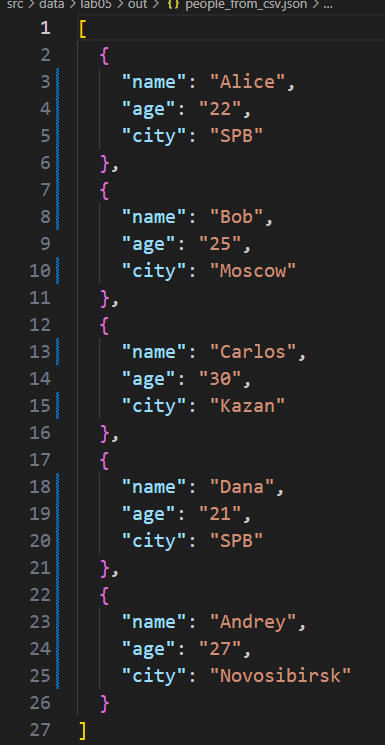 src > data > lab05 > out > {} people_from_csv.json > ...
1 [
2   {
3     "name": "Alice",
4     "age": "22",
5     "city": "SPB"
6   },
7   {
8     "name": "Bob",
9     "age": "25",
10     "city": "Moscow"
11   },
12   {
13     "name": "Carlos",
14     "age": "30",
15     "city": "Kazan"
16   },
17   {
18     "name": "Dana",
19     "age": "21",
20     "city": "SPB"
21   },
22   {
23     "name": "Andrey",
24     "age": "27",
25     "city": "Novosibirsk"
26   }
27 ]